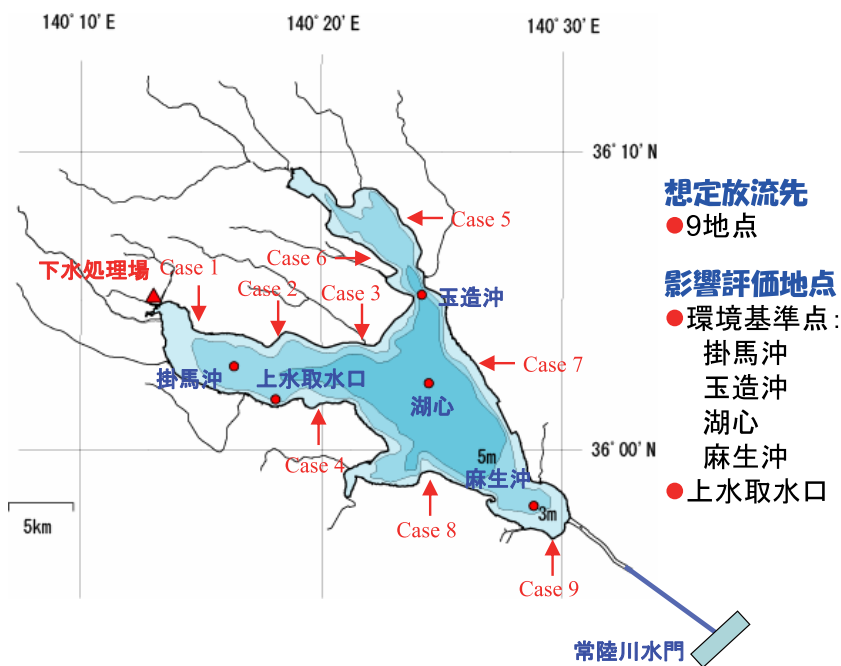 140° 10' E
140° 20' E
140° 30' E
36° 10' N
想定放流先
●9地点
Case 5
Case 6
下水処理場
Case 1
Case 2
Case 3
玉造沖
影響評価地点
●環境基準点:
掛馬沖
玉造沖
湖心
麻生沖
●上水取水口
Case 7
掛馬沖
上水取水口
湖心
36° 00' N
Case 4
5m
麻生沖
3m
5km
Case 8
Case 9
常陸川水門